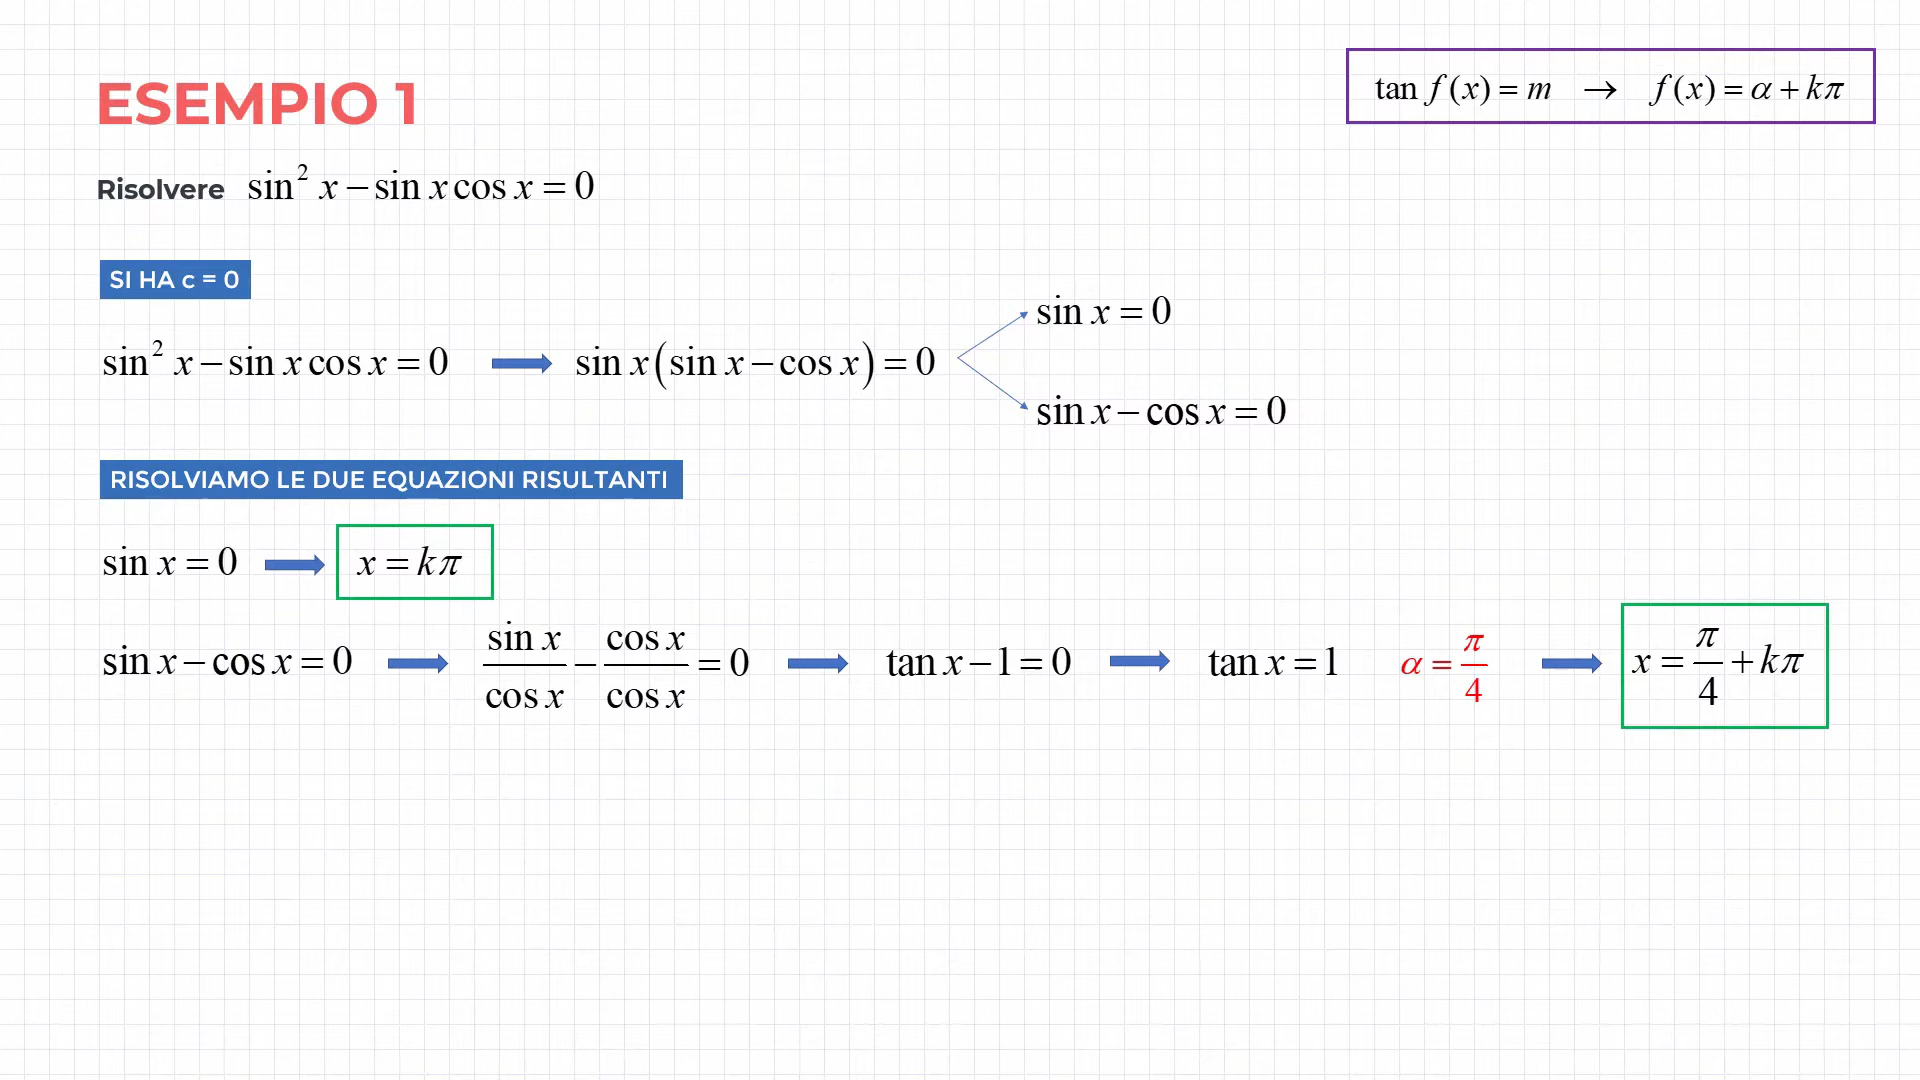 ESEMPIO 1
tan f(x) = m → f(x) = α + kπ
Risolvere sin² x − sin x cos x = 0
SI HA c = 0
sin x = 0
sin² x − sin x cos x = 0 sin x(sin x − cos x) = 0
sin x − cos x = 0
RISOLVIAMO LE DUE EQUAZIONI RISULTANTI
sin x = 0 x = kπ
sin x − cos x = 0 sin x/cos x − cos x/cos x = 0 tan x − 1 = 0 tan x = 1 α = π/4 x = π/4 + kπ